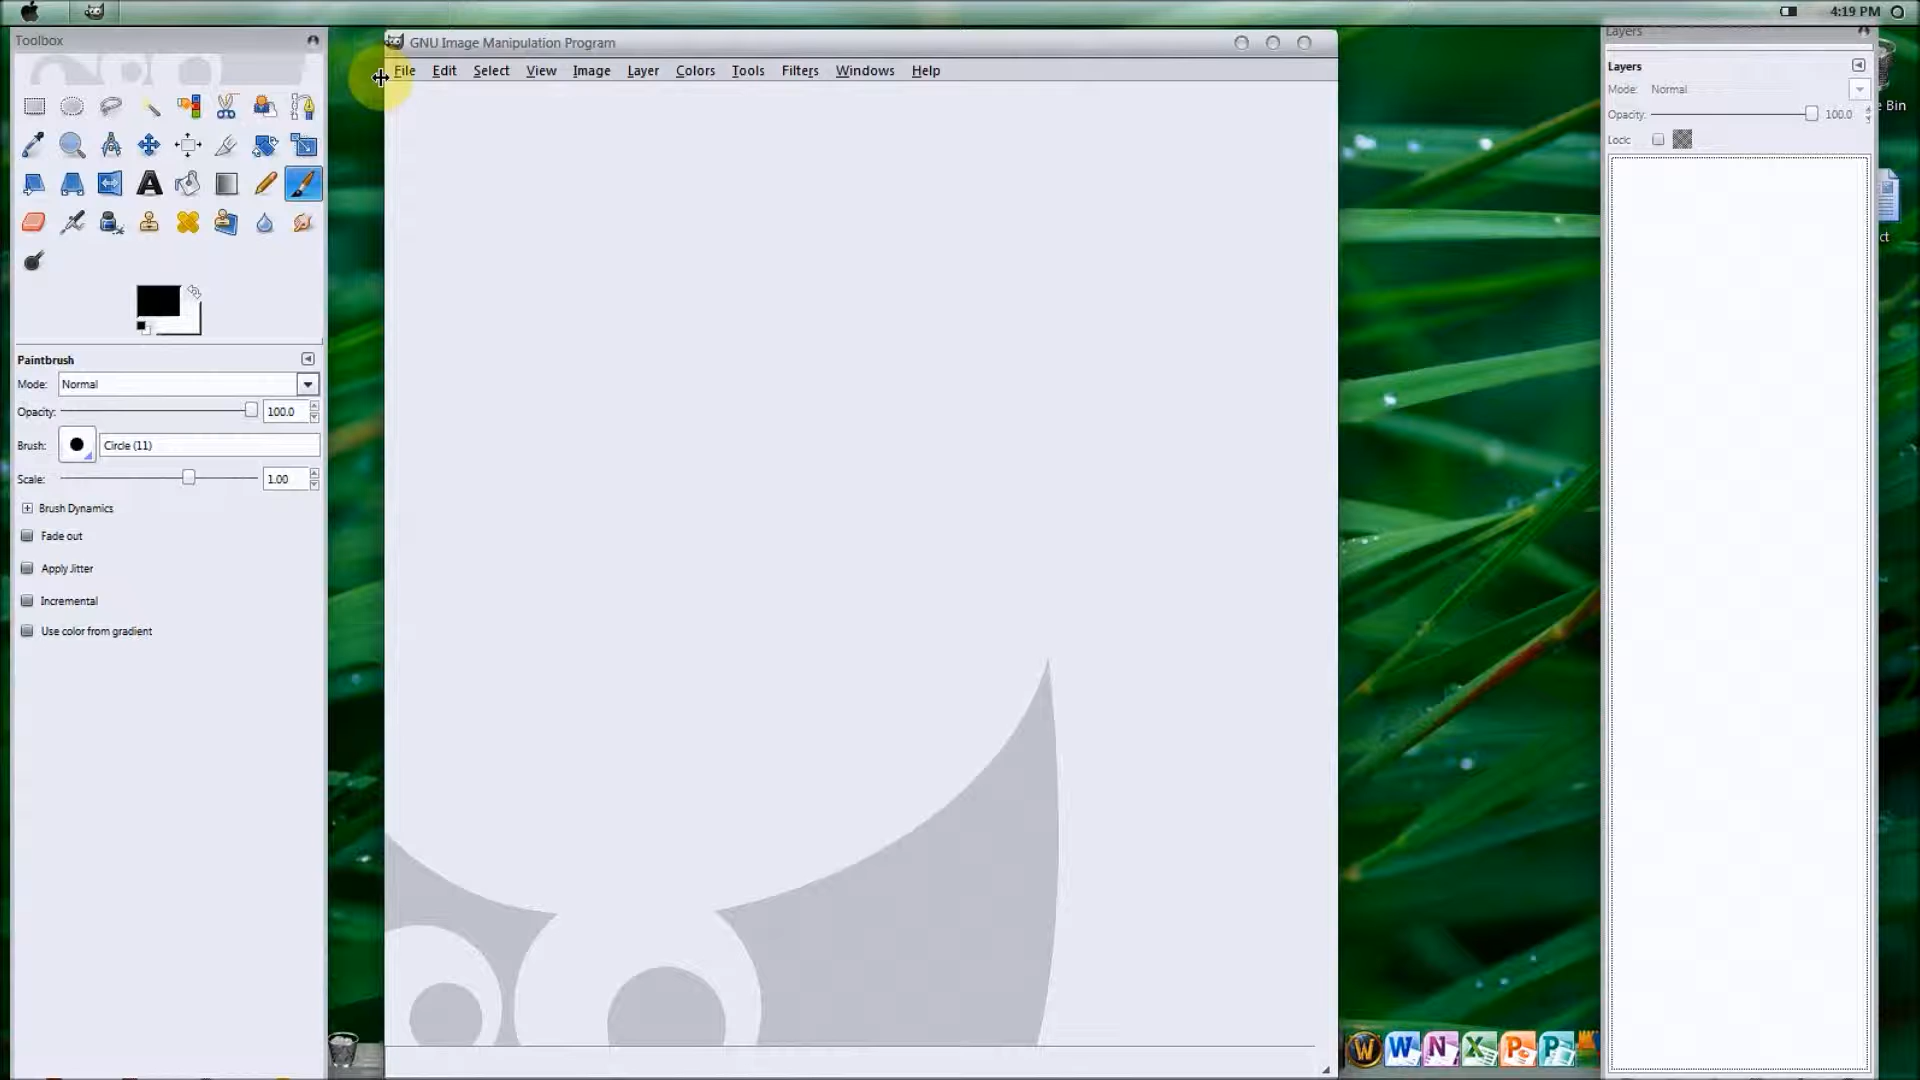 4:19 PM
Toolbox
GNU Image Manipulation Program
File Edit Select View Image Layer Colors Tools Filters Windows Help
Paintbrush
Mode: Normal
Opacity: 100.0
Brush: Circle (11)
Scale: 1.00
Brush Dynamics
Fade out
Apply Jitter
Incremental
Use color from gradient
Layers
Layers
Mode: Normal
Opacity: 100.0
Lock:
e Bin
ct